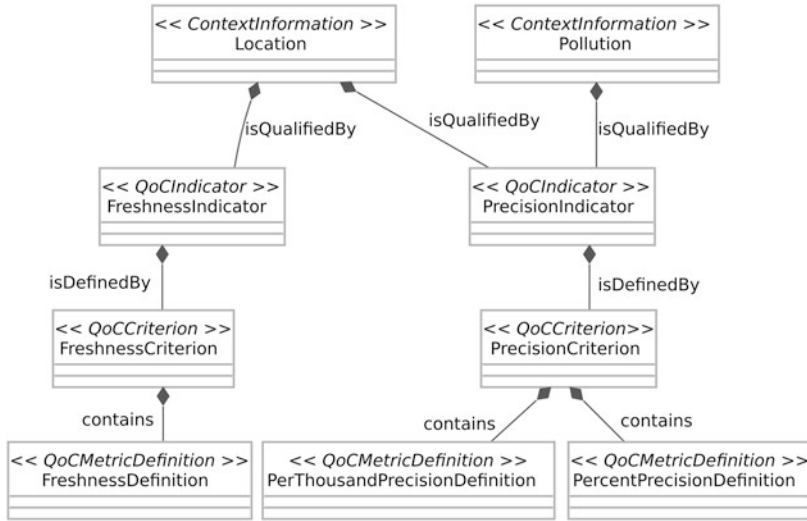 << ContextInformation >>
Location
<< ContextInformation >>
Pollution
isQualifiedBy
isQualifiedBy
isQualifiedBy
<< QoCIndicator >>
FreshnessIndicator
<< QoCIndicator >>
PrecisionIndicator
isDefinedBy
isDefinedBy
<< QoCCriterion >>
FreshnessCriterion
<< QoCCriterion>>
PrecisionCriterion
contains
contains
contains
<< QoCMetricDefinition >>
FreshnessDefinition
<< QoCMetricDefinition >>
PerThousandPrecisionDefinition
<< QoCMetricDefinition >>
PercentPrecisionDefinition